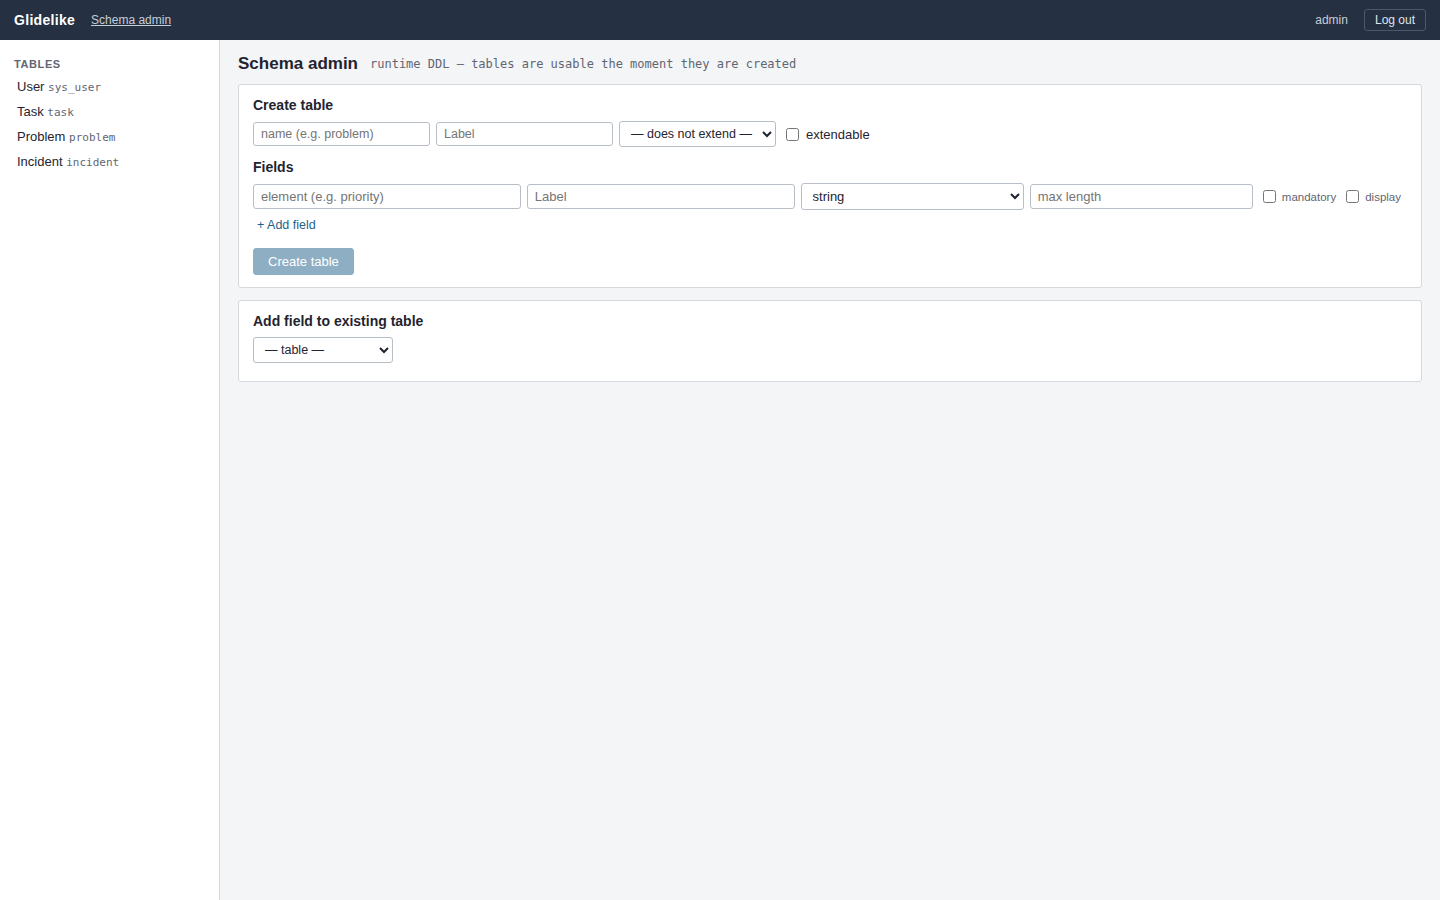 Glidelike Schema admin admin Log out
TABLES
User sys_user
Task task
Problem problem
Incident incident
Schema admin runtime DDL — tables are usable the moment they are created
Create table
name (e.g. problem) Label — does not extend — extendable
Fields
element (e.g. priority) Label string max length mandatory display
+ Add field
Create table
Add field to existing table
— table —